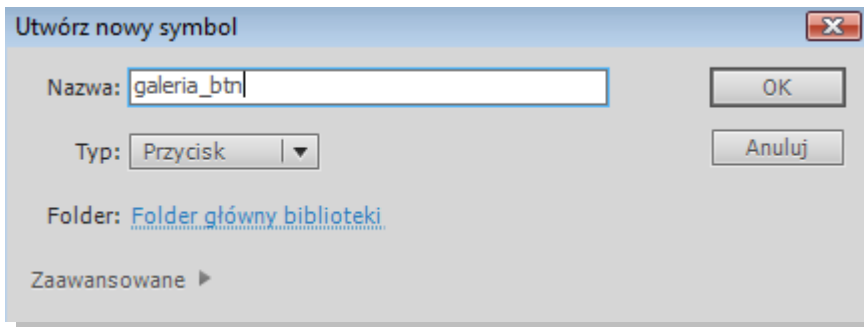 Utwórz nowy symbol
Nazwa: galeria_btn OK
Typ: Przycisk Anuluj
Folder: Folder główny biblioteki
Zaawansowane